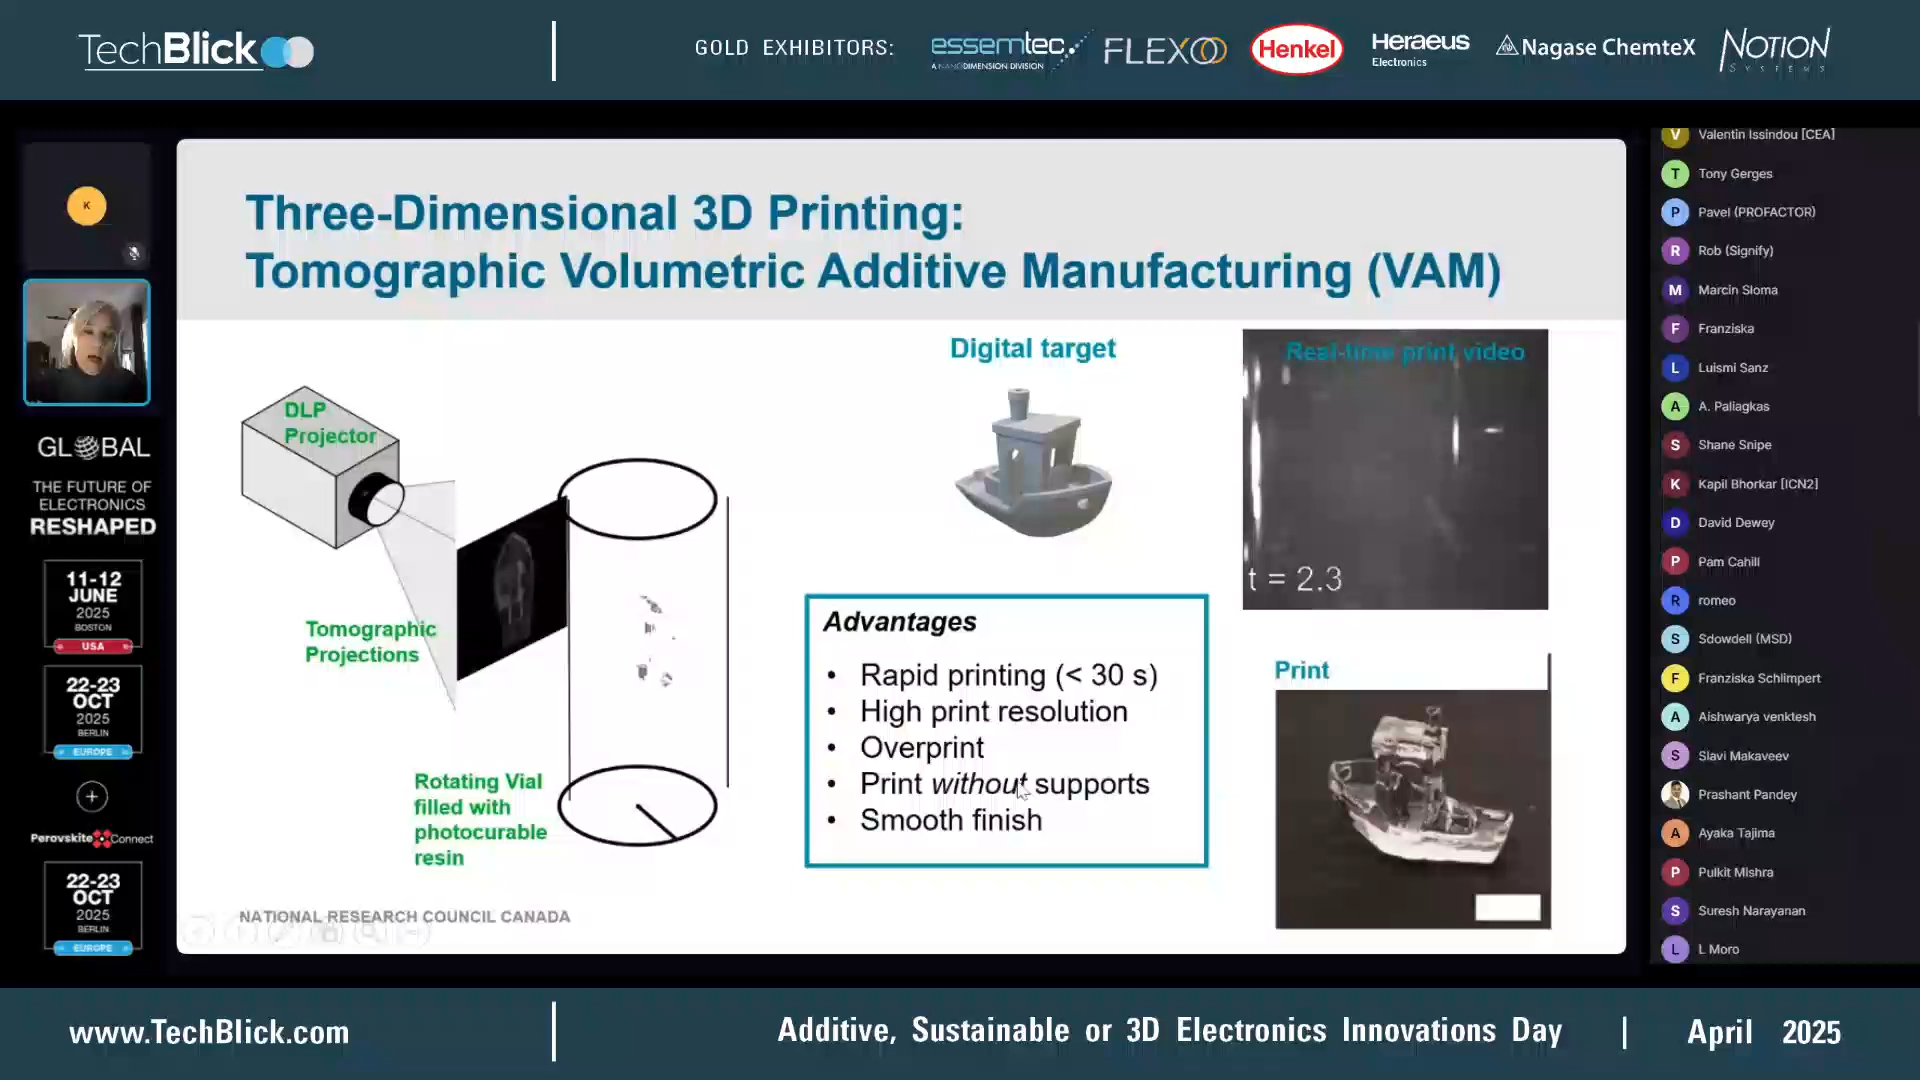 TechBlick
GOLD EXHIBITORS:
essemtec
A NANO DIMENSION DIVISION
FLEXOO
Henkel
Heraeus
Electronics
Nagase ChemteX
NOTION
SYSTEMS
K
GLOBAL
THE FUTURE OF
ELECTRONICS
RESHAPED
11-12
JUNE
2025
BOSTON
USA
22-23
OCT
2025
BERLIN
EUROPE
+
Perovskite Connect
22-23
OCT
2025
BERLIN
EUROPE
Three-Dimensional 3D Printing:
Tomographic Volumetric Additive Manufacturing (VAM)
DLP
Projector
Tomographic
Projections
Rotating Vial
filled with
photocurable
resin
Digital target
Advantages
• Rapid printing (< 30 s)
• High print resolution
• Overprint
• Print without supports
• Smooth finish
Real-time print video
t = 2.3
Print
NATIONAL RESEARCH COUNCIL CANADA
V Valentin Issindou [CEA]
T Tony Gerges
P Pavel (PROFACTOR)
R Rob (Signify)
M Marcin Sloma
F Franziska
L Luismi Sanz
A A. Paliagkas
S Shane Snipe
K Kapil Bhorkar [ICN2]
D David Dewey
P Pam Cahill
R romeo
S Sdowdell (MSD)
F Franziska Schlimpert
A Aishwarya venktesh
S Slavi Makaveev
Prashant Pandey
A Ayaka Tajima
P Pulkit Mishra
S Suresh Narayanan
L L Moro
www.TechBlick.com
Additive, Sustainable or 3D Electronics Innovations Day
April 2025